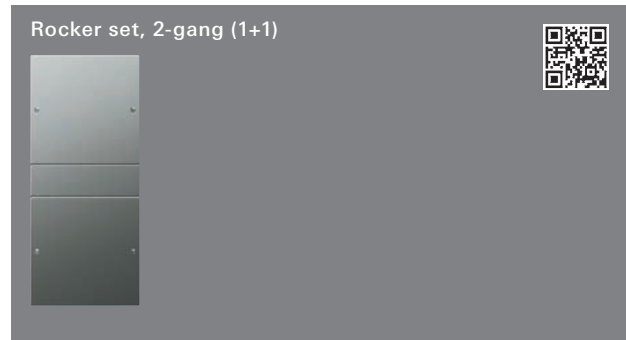 Rocker set, 2-gang (1+1)